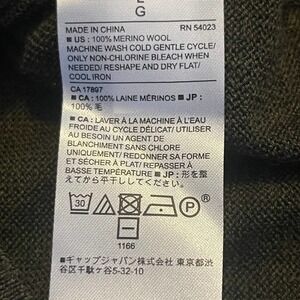 L
G
MADE IN CHINA RN 54023
■ US : 100% MERINO WOOL
MACHINE WASH COLD GENTLE CYCLE/
ONLY NON-CHLORINE BLEACH WHEN
NEEDED/ RESHAPE AND DRY FLAT/
COOL IRON
CA 17897
■ CA : 100% LAINE MÉRINOS ■ JP :
100% 毛
■ CA : LAVER À LA MACHINE À L'EAU
FROIDE AU CYCLE DÉLICAT/ UTILISER
AU BESOIN UN AGENT DE
BLANCHIMENT SANS CHLORE
UNIQUEMENT/ REDONNER SA FORME
ET SÉCHER À PLAT/ REPASSER À
BASSE TEMPÉRATURE ■ JP : 形を整
えてから平干ししてください。
30
1166
■ギャップジャパン株式会社 東京都渋
谷区千駄ヶ谷5-32-10